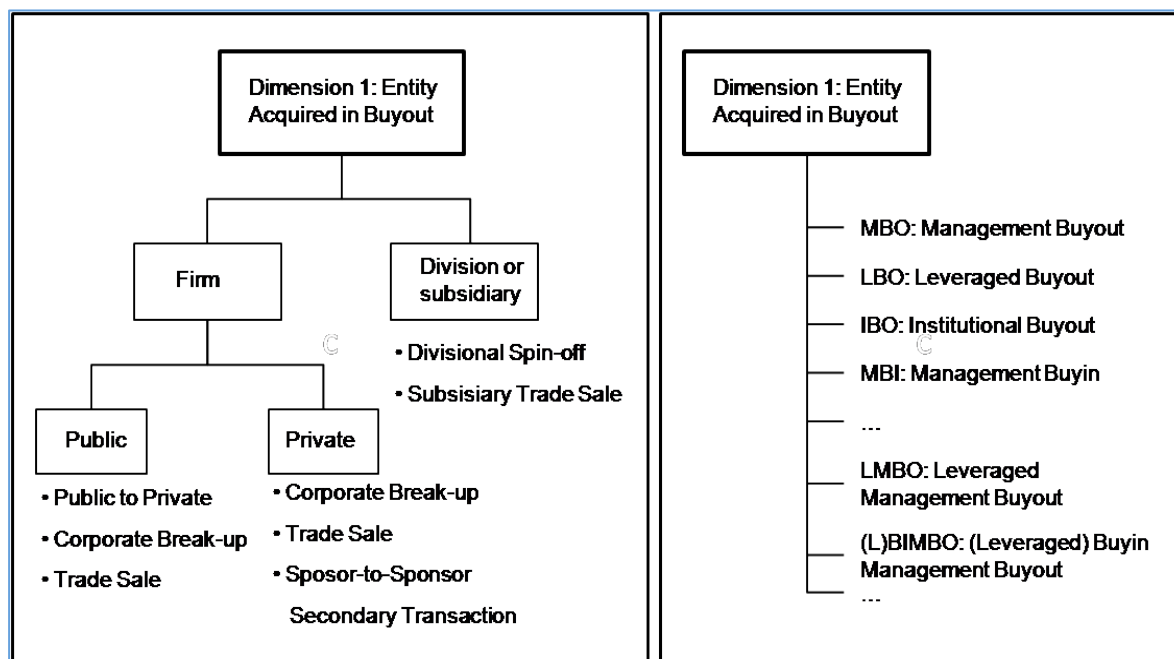 Dimension 1: Entity
Acquired in Buyout
Firm
Division or
subsidiary
• Divisional Spin-off
• Subsisiary Trade Sale
Public
• Public to Private
• Corporate Break-up
• Trade Sale
Private
• Corporate Break-up
• Trade Sale
• Sposor-to-Sponsor
Secondary Transaction
C
Dimension 1: Entity
Acquired in Buyout
MBO: Management Buyout
LBO: Leveraged Buyout
IBO: Institutional Buyout
C
MBI: Management Buyin
...
LMBO: Leveraged
Management Buyout
(L)BIMBO: (Leveraged) Buyin
Management Buyout
...